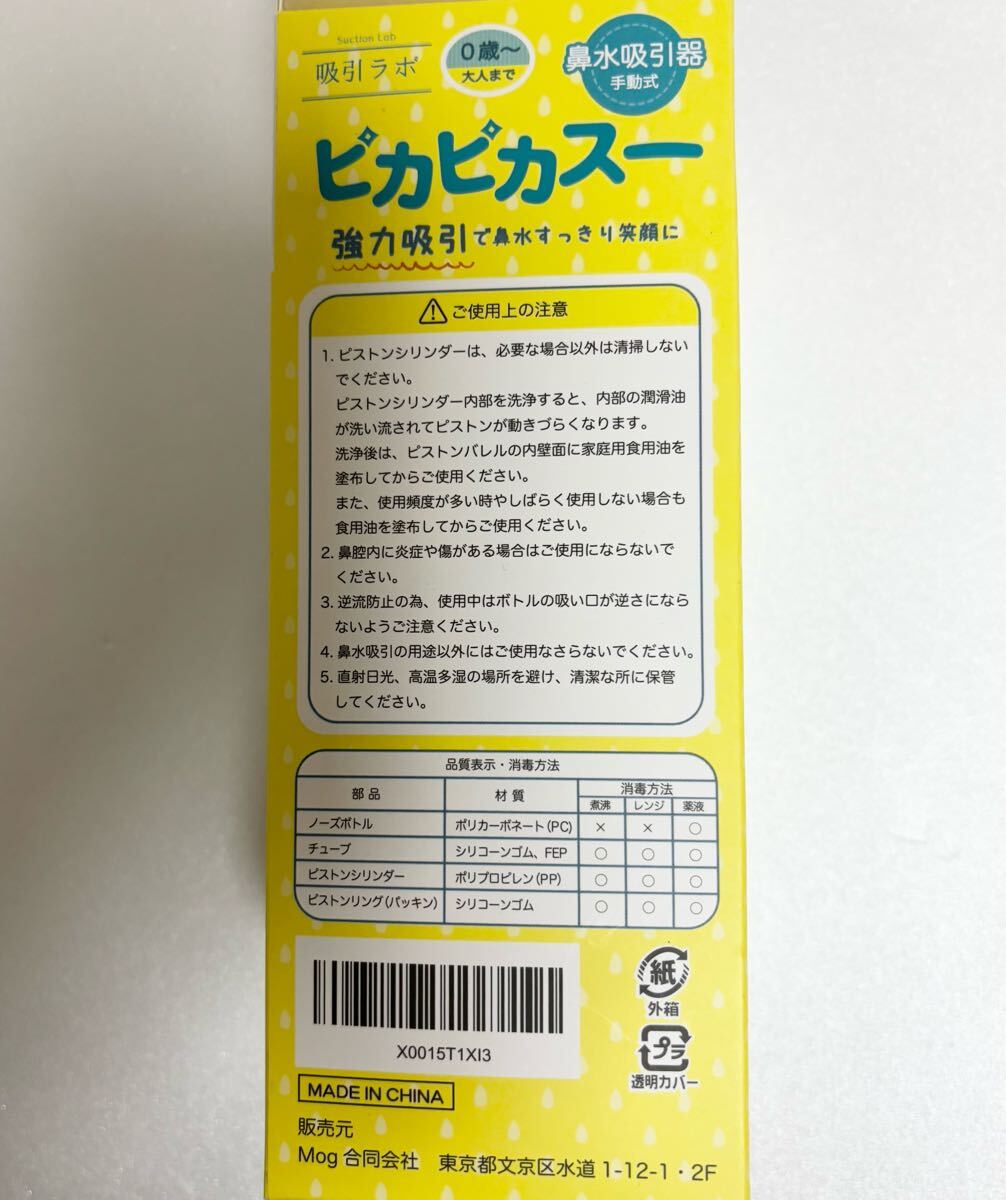 Suction Lab
吸引ラボ
0歳〜
大人まで
鼻水吸引器
手動式
ピカピカスー
強力吸引で鼻水すっきり笑顔に
ご使用上の注意
1. ピストンシリンダーは、必要な場合以外は清掃しない
でください。
ピストンシリンダー内部を洗浄すると、内部の潤滑油
が洗い流されてピストンが動きづらくなります。
洗浄後は、ピストンバレルの内壁面に家庭用食用油を
塗布してからご使用ください。
また、使用頻度が多い時やしばらく使用しない場合も
食用油を塗布してからご使用ください。
2. 鼻腔内に炎症や傷がある場合はご使用にならないで
ください。
3. 逆流防止の為、使用中はボトルの吸い口が逆さになら
ないようご注意ください。
4. 鼻水吸引の用途以外にはご使用なさらないでください。
5. 直射日光、高温多湿の場所を避け、清潔な所に保管
してください。
品質表示・消毒方法
部品 材質 消毒方法
煮沸 レンジ 薬液
ノーズボトル ポリカーボネート(PC) × × ○
チューブ シリコーンゴム、FEP ○ ○ ○
ピストンシリンダー ポリプロピレン(PP) ○ ○ ○
ピストンリング(パッキン) シリコーンゴム ○ ○ ○
X0015T1XI3
紙
外箱
プラ
透明カバー
MADE IN CHINA
販売元
Mog 合同会社 東京都文京区水道 1-12-1・2F